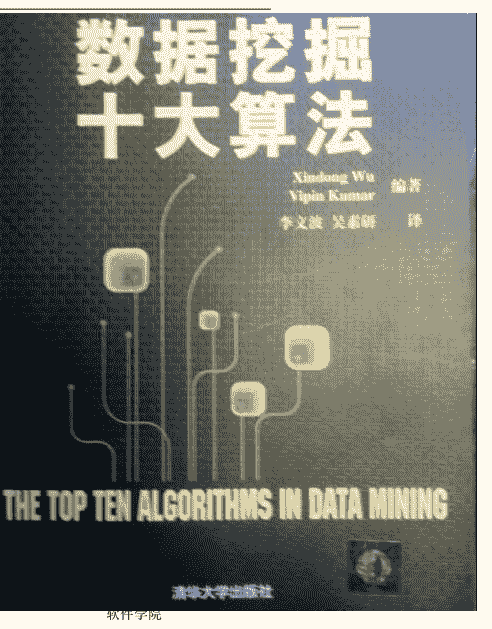 数据挖掘
十大算法
Xindong Wu
Vipin Kumar 编著
李文波 吴素研 译
THE TOP TEN ALGORITHMS IN DATA MINING
清华大学出版社
软件学院